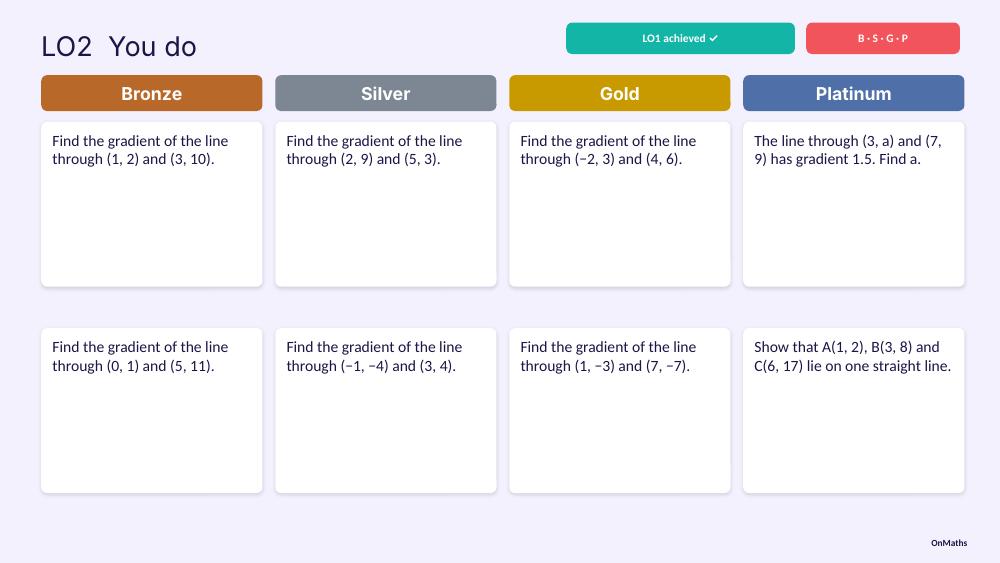 LO2  You do
LO1 achieved ✓
B · S · G · P
Bronze
Silver
Gold
Platinum
Find the gradient of the line
through (1, 2) and (3, 10).
Find the gradient of the line
through (2, 9) and (5, 3).
Find the gradient of the line
through (−2, 3) and (4, 6).
The line through (3, a) and (7,
9) has gradient 1.5. Find a.
Find the gradient of the line
through (0, 1) and (5, 11).
Find the gradient of the line
through (−1, −4) and (3, 4).
Find the gradient of the line
through (1, −3) and (7, −7).
Show that A(1, 2), B(3, 8) and
C(6, 17) lie on one straight line.
OnMaths